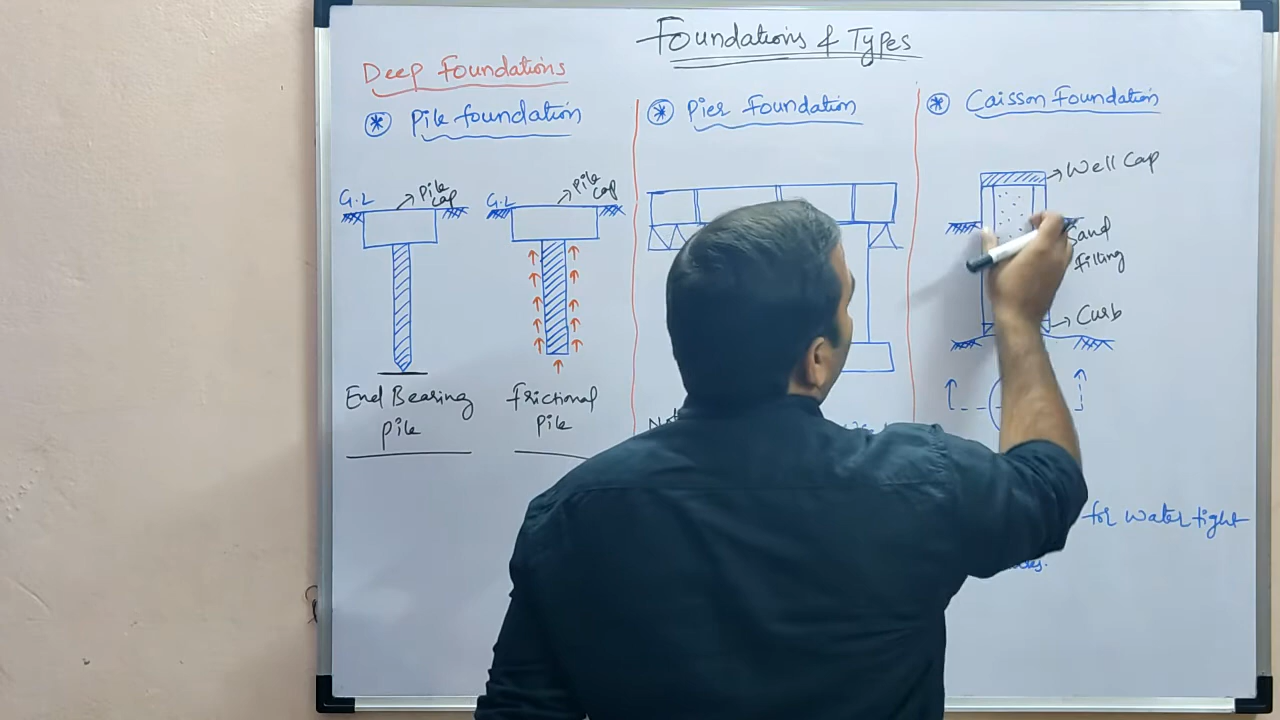 Foundations & Types
Deep Foundations
* Pile foundation
G.L
Pile cap
G.L
Pile cap
End Bearing
Pile
frictional
Pile
* Pier Foundation
* Caisson Foundation
Well Cap
Sand
filling
Curb
for water tight